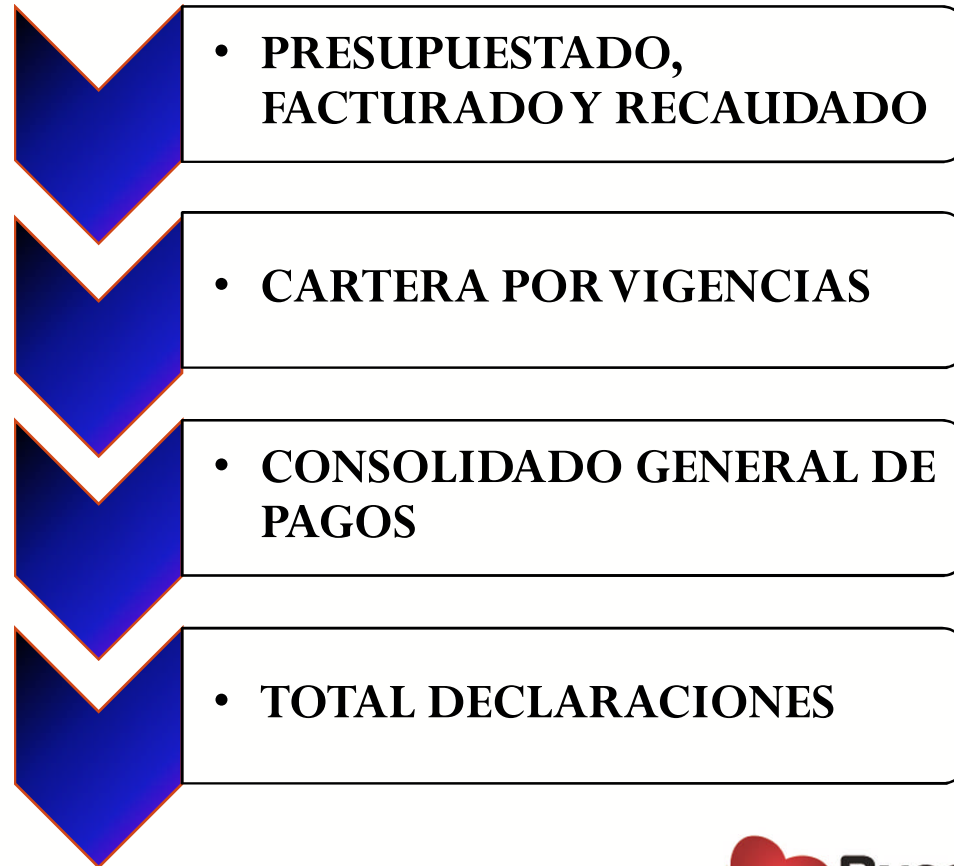 • PRESUPUESTADO,
FACTURADO Y RECAUDADO
• CARTERA POR VIGENCIAS
• CONSOLIDADO GENERAL DE
PAGOS
• TOTAL DECLARACIONES